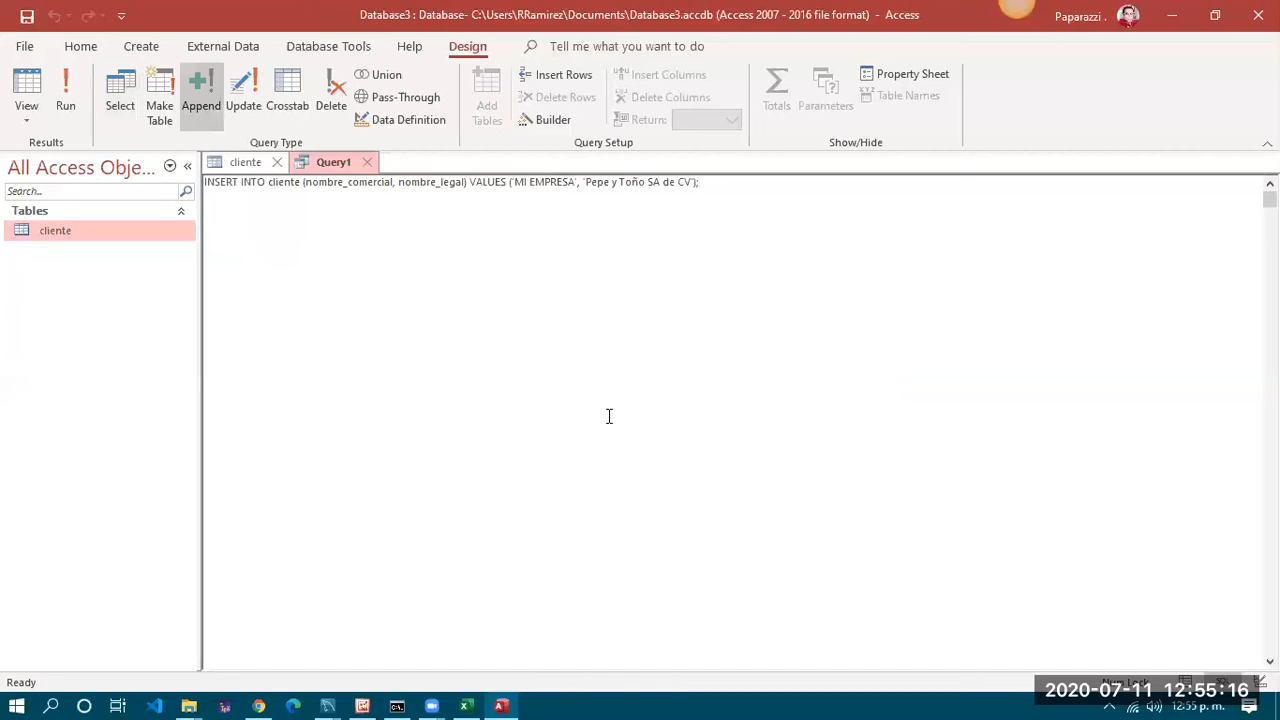 Database3 : Database- C:\Users\RRamirez\Documents\Database3.accdb (Access 2007 - 2016 file format) - Access
Paparazzi .
File Home Create External Data Database Tools Help Design Tell me what you want to do
View
Run
Select
Make Table
Append
Update
Crosstab
Delete
Union
Pass-Through
Data Definition
Add Tables
Insert Rows
Delete Rows
Builder
Insert Columns
Delete Columns
Return:
Totals
Parameters
Property Sheet
Table Names
Results
Query Type
Query Setup
Show/Hide
All Access Obje...
Search...
Tables
cliente
cliente
Query1
INSERT INTO cliente (nombre_comercial, nombre_legal) VALUES ('MI EMPRESA', 'Pepe y Toño SA de CV');
Ready
Num Lock
SQL
2020-07-11 12:55:16
12:55 p. m.